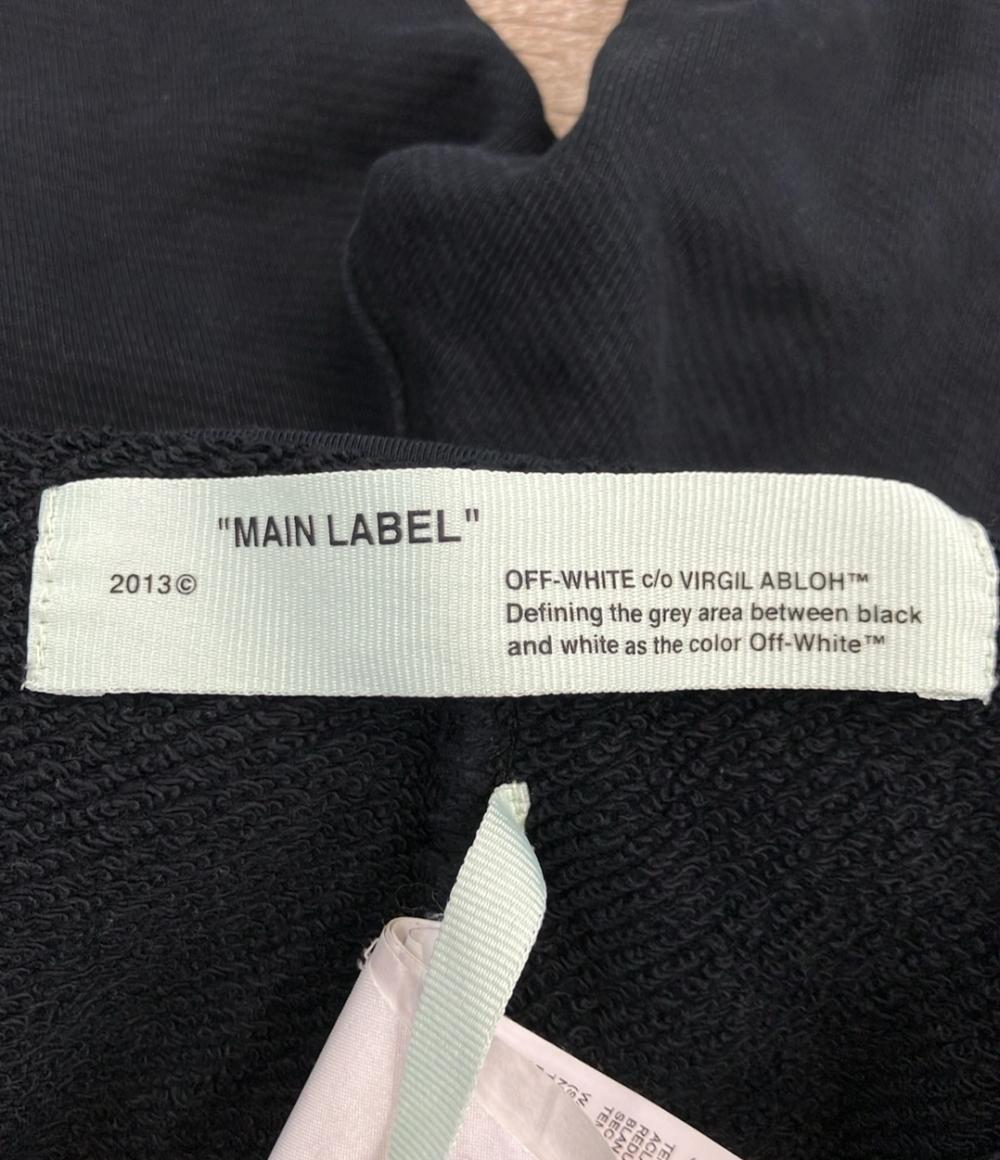 "MAIN LABEL"
2013©
OFF-WHITE c/o VIRGIL ABLOH™
Defining the grey area between black
and white as the color Off-White™